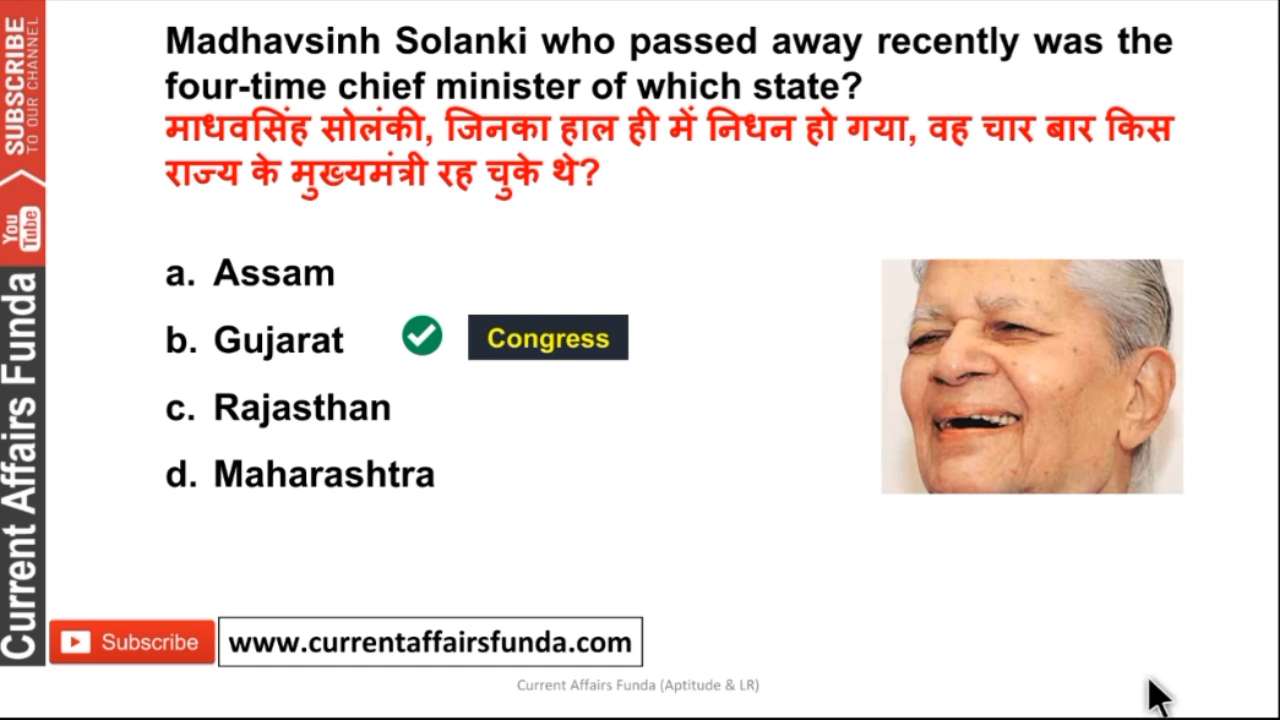 Madhavsinh Solanki who passed away recently was the
four-time chief minister of which state?
माधवसिंह सोलंकी, जिनका हाल ही में निधन हो गया, वह चार बार किस
राज्य के मुख्यमंत्री रह चुके थे?
a. Assam
b. Gujarat
Congress
c. Rajasthan
d. Maharashtra
SUBSCRIBE
TO OUR CHANNEL
You
Tube
Current Affairs Funda
Subscribe
www.currentaffairsfunda.com
Current Affairs Funda (Aptitude & LR)